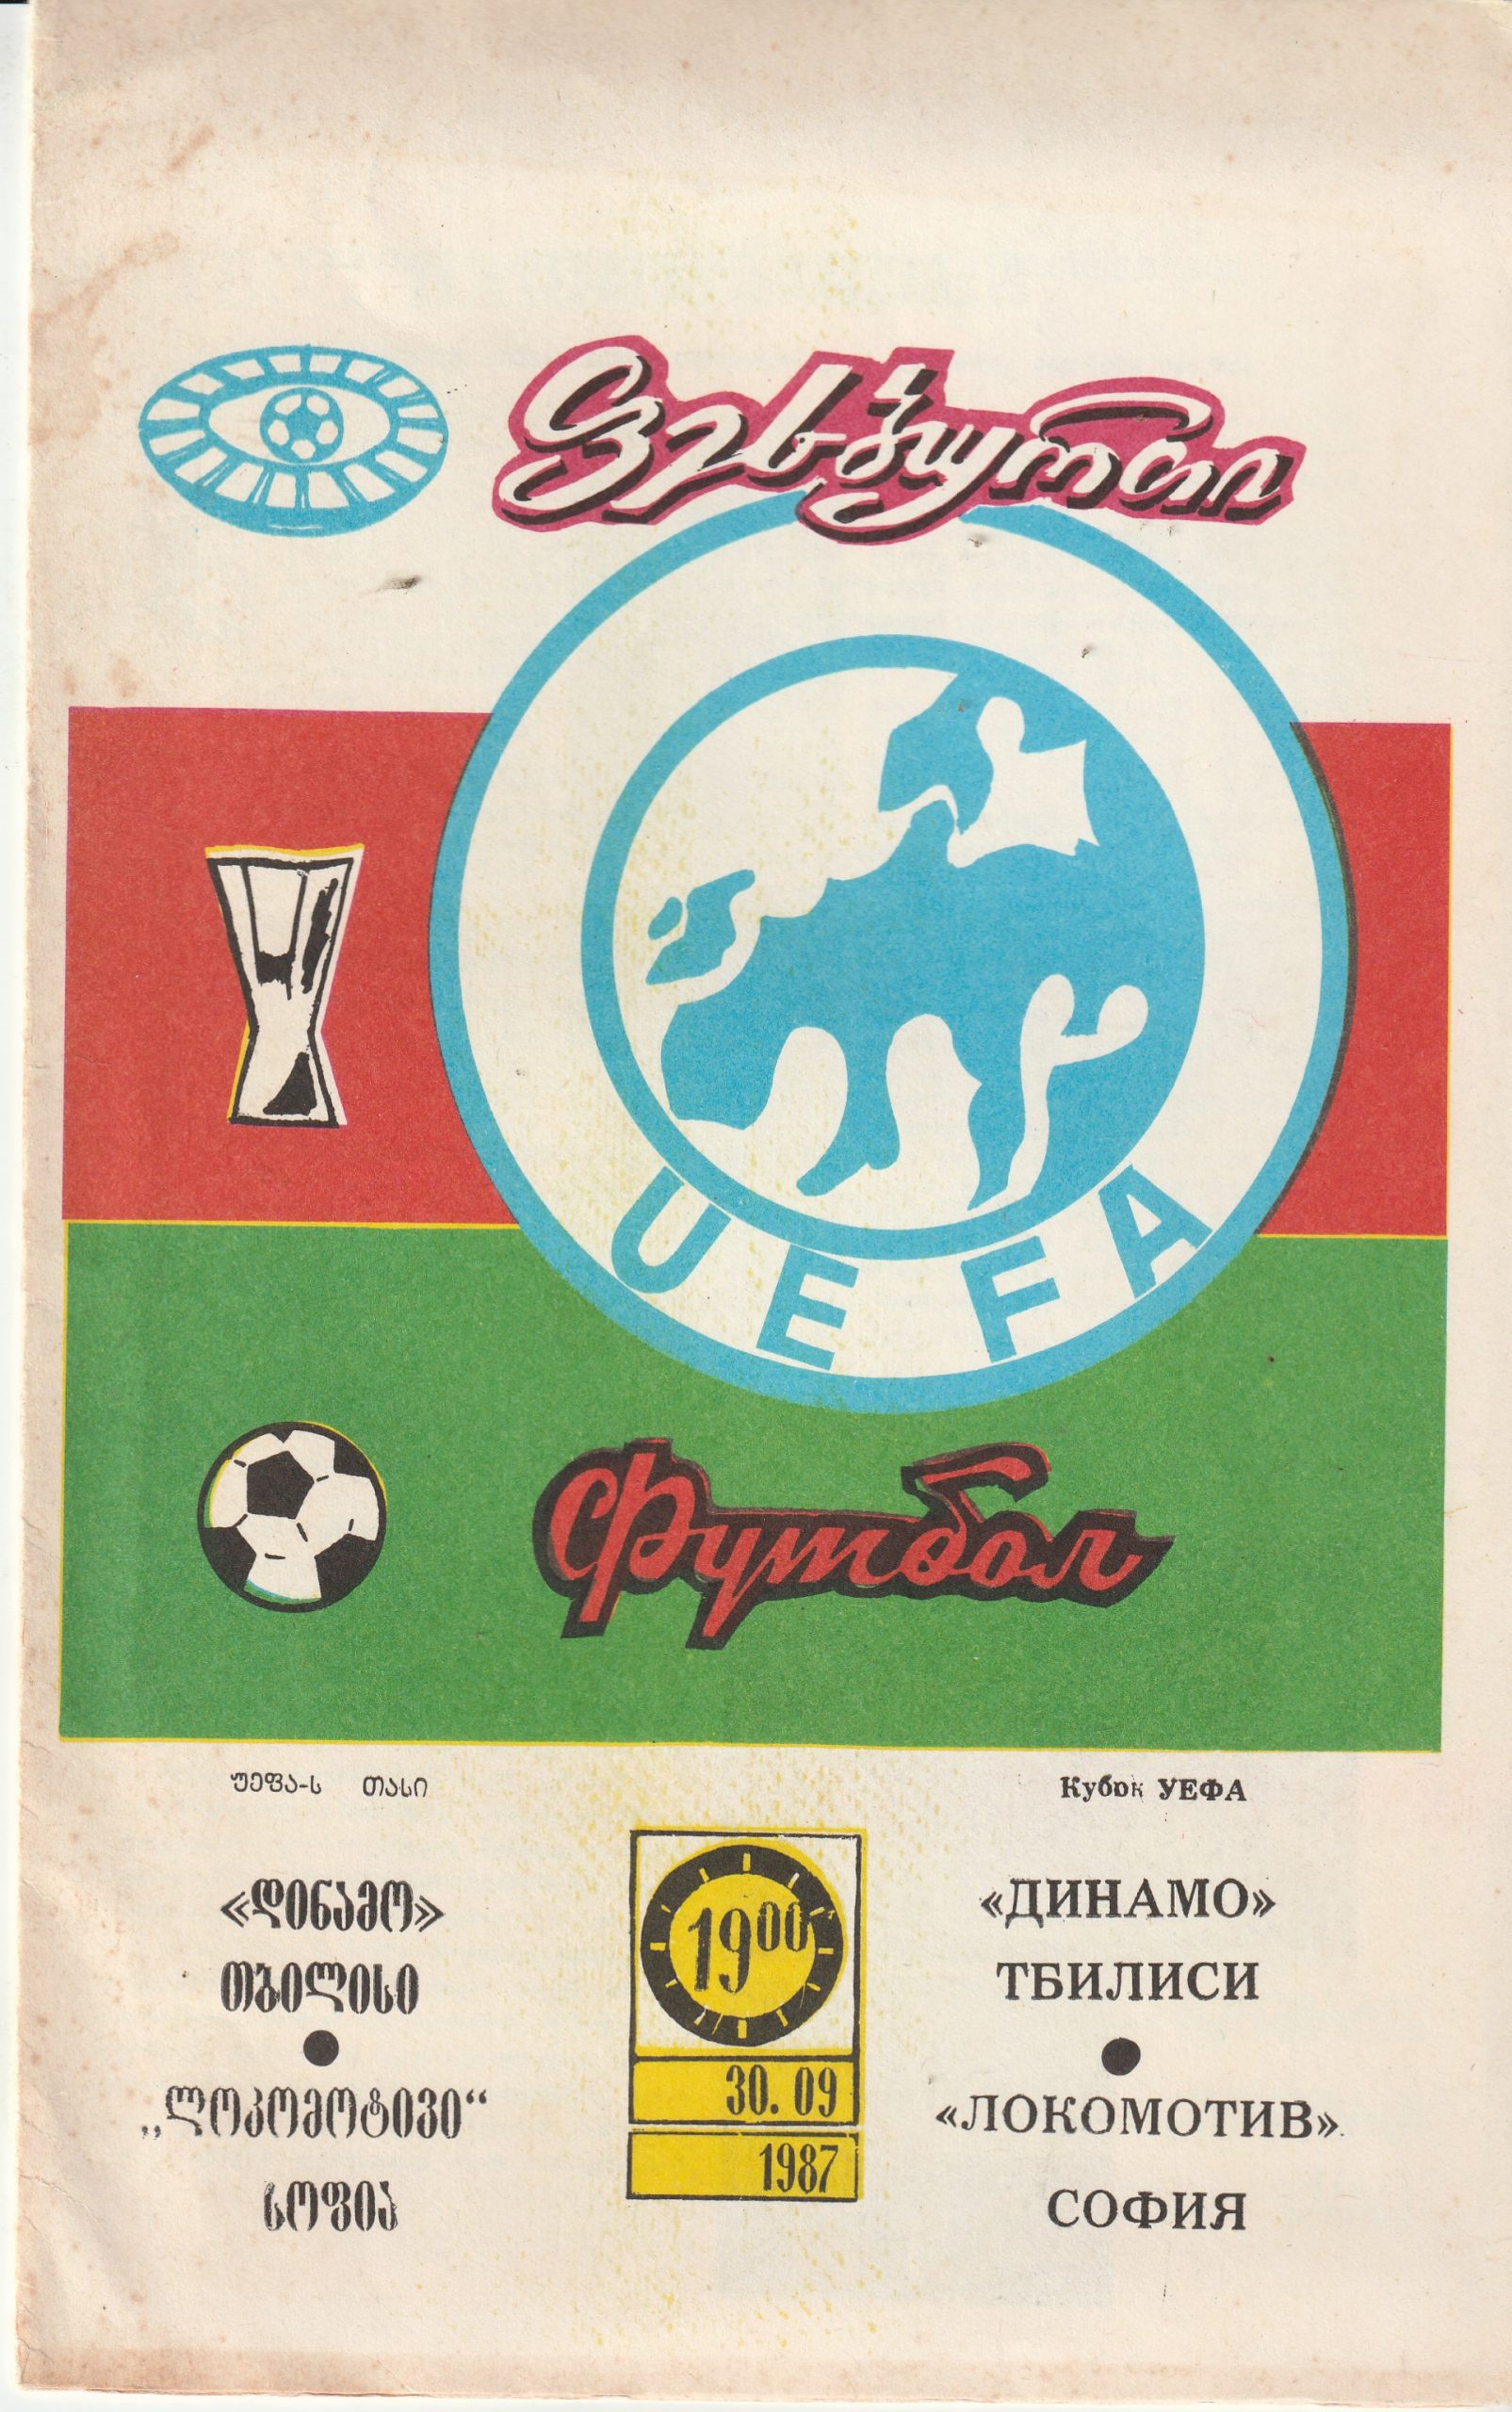 ფეხბურთი
UEFA
Футбол
უეფა-ს თასი
Кубок УЕФА
«დინამო»
თბილისი
„ლოკომოტივი“
სოფია
19⁰⁰
30. 09
1987
«ДИНАМО»
ТБИЛИСИ
«ЛОКОМОТИВ»
СОФИЯ